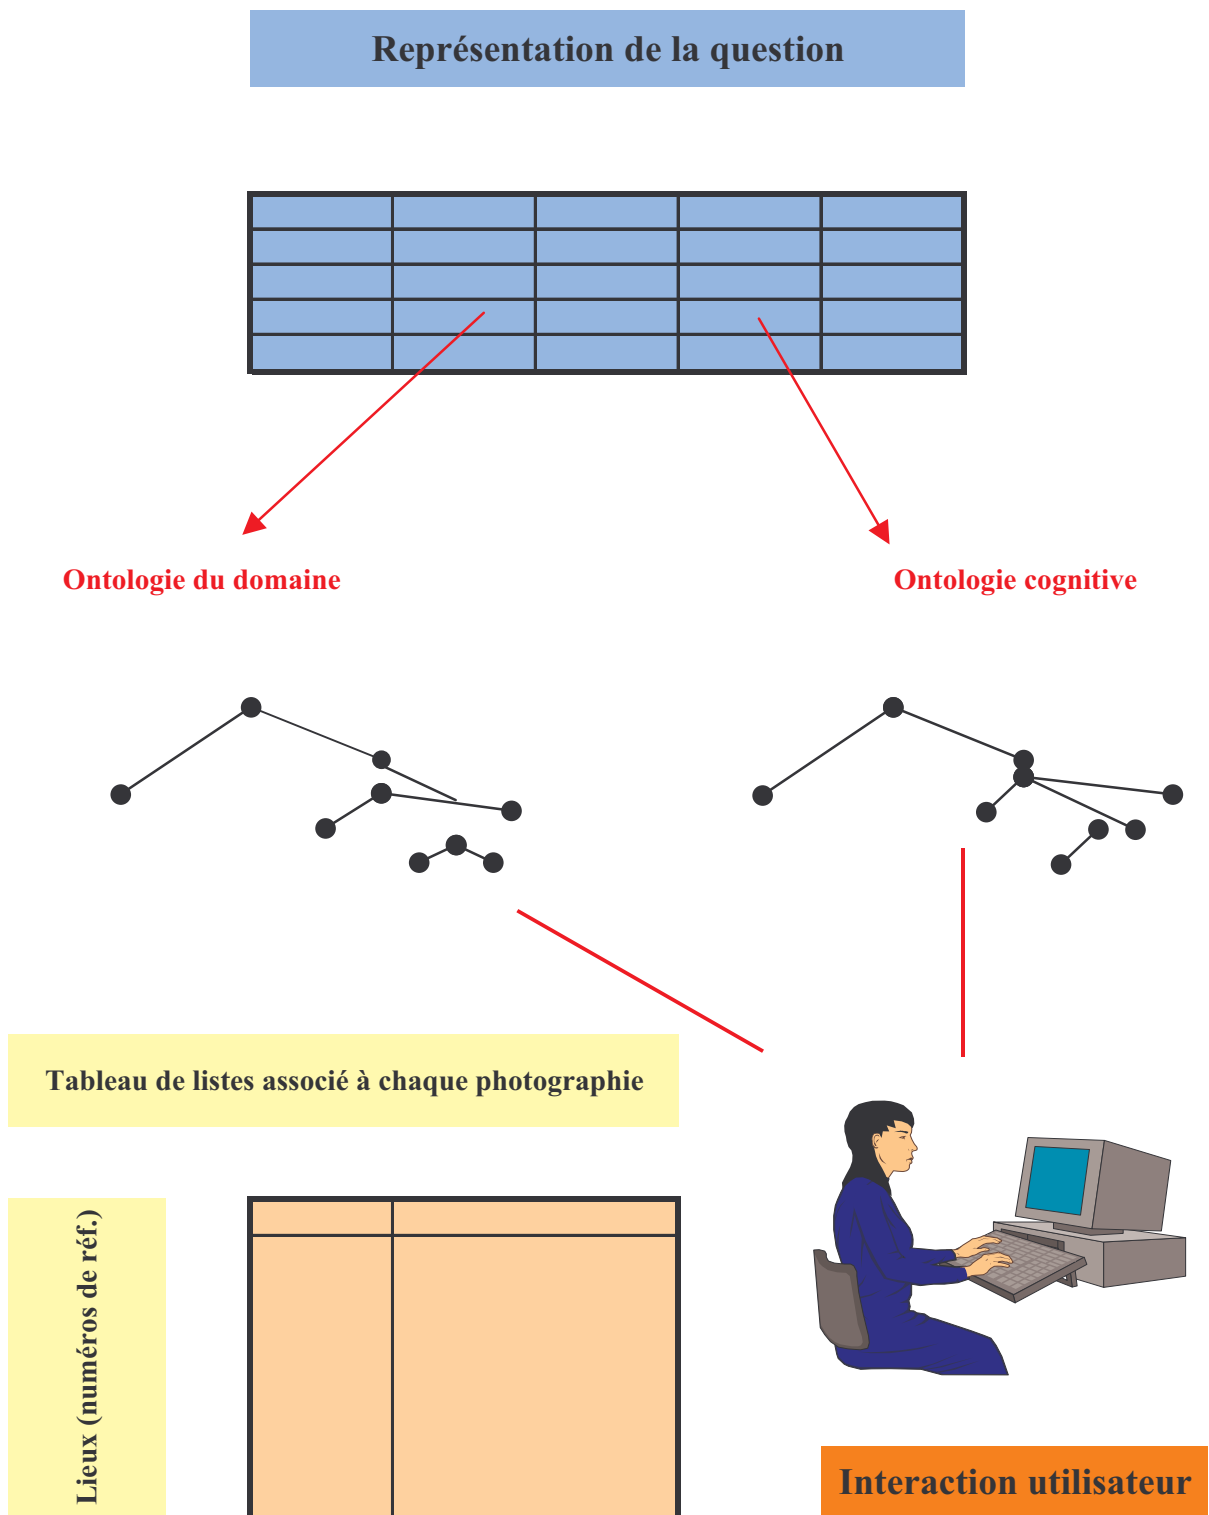 Représentation de la question
Ontologie du domaine
Ontologie cognitive
Tableau de listes associé à chaque photographie
Lieux (numéros de réf.)
Interaction utilisateur